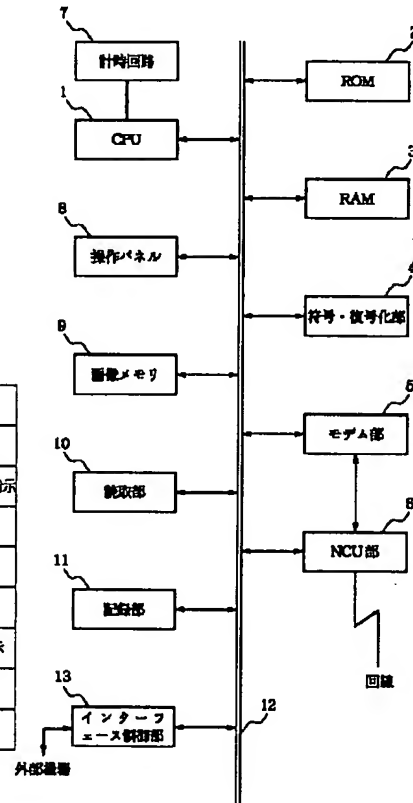 7
計時回路
1
CPU
8
操作パネル
9
画像メモリ
10
読取部
11
記録部
13
インターフ
ェース制御部
外部機器
2
ROM
3
RAM
4
符号・復号化部
5
モデム部
6
NCU部
回線
12
示